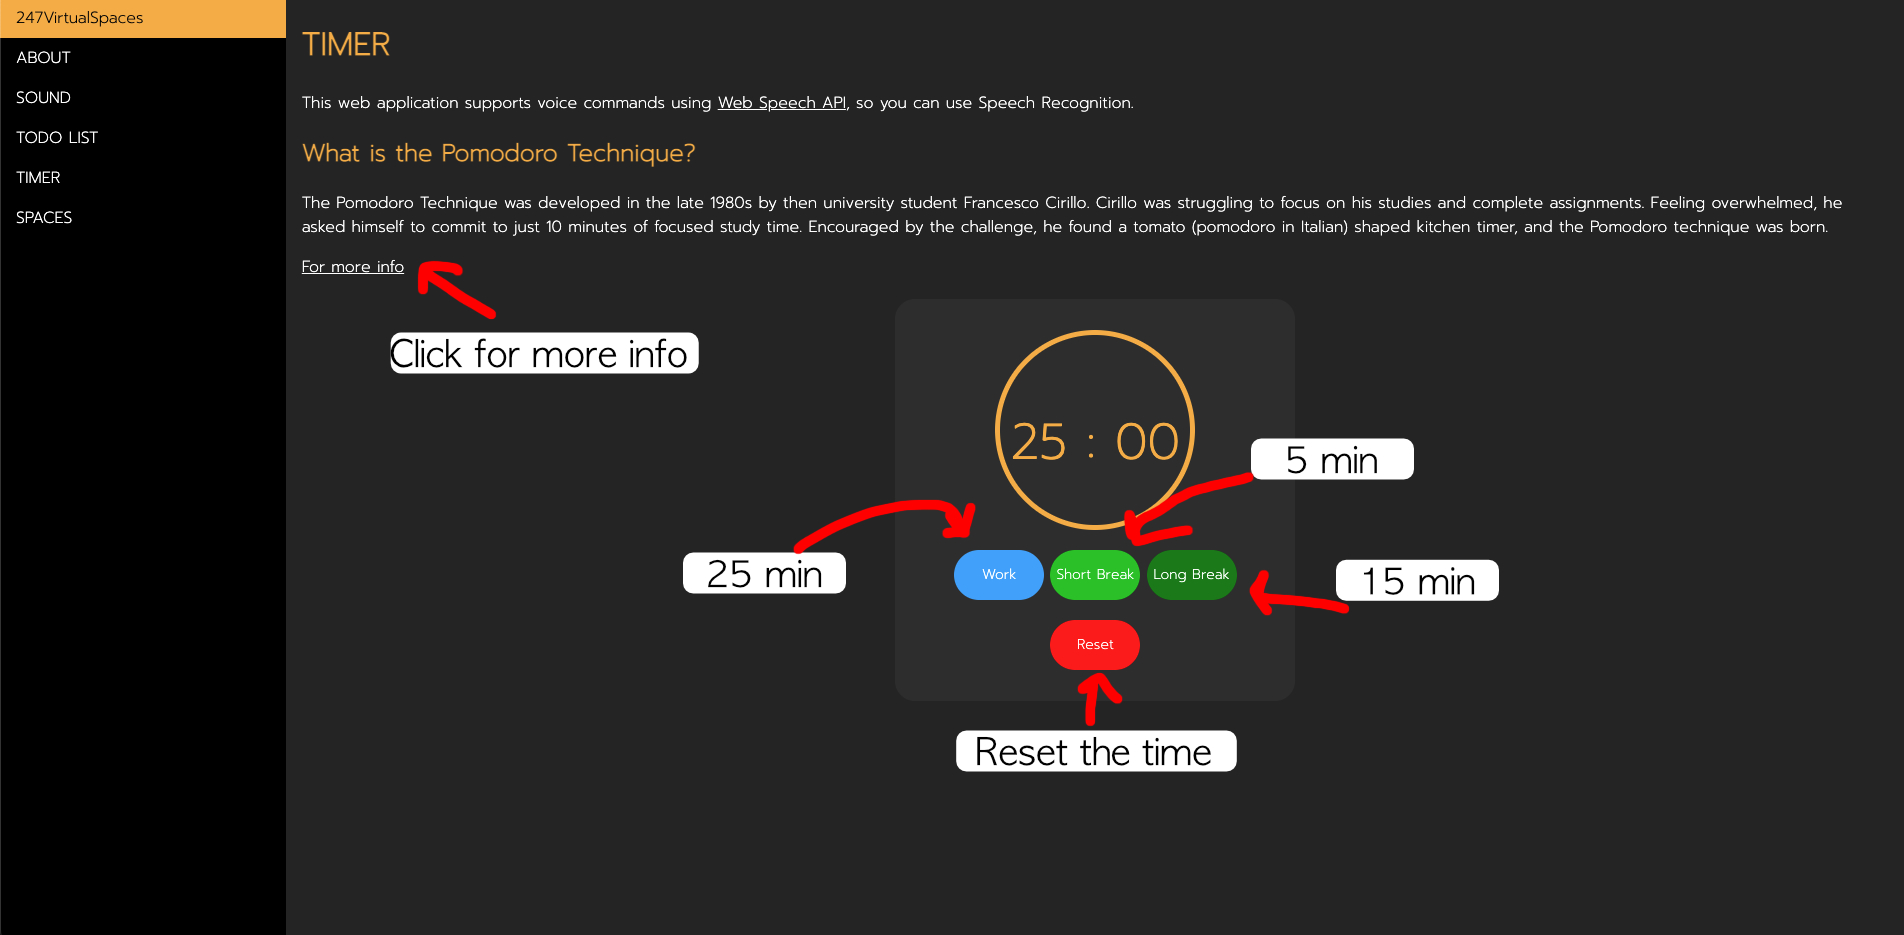 247VirtualSpaces
ABOUT
SOUND
TODO LIST
TIMER
SPACES
TIMER
This web application supports voice commands using Web Speech API, so you can use Speech Recognition.
What is the Pomodoro Technique?
The Pomodoro Technique was developed in the late 1980s by then university student Francesco Cirillo. Cirillo was struggling to focus on his studies and complete assignments. Feeling overwhelmed, he
asked himself to commit to just 10 minutes of focused study time. Encouraged by the challenge, he found a tomato (pomodoro in Italian) shaped kitchen timer, and the Pomodoro technique was born.
For more info
Click for more info
25 : 00
5 min
25 min
Work
Short Break
Long Break
15 min
Reset
Reset the time